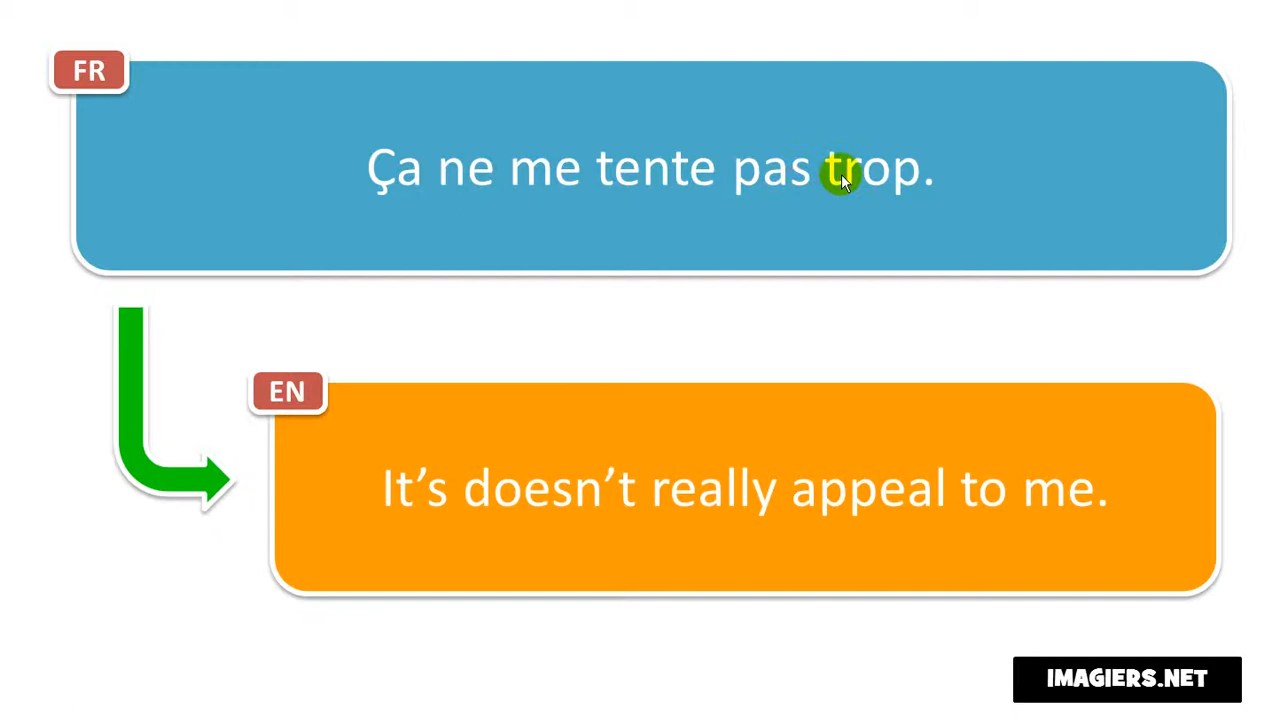 FR
Ça ne me tente pas trop.
EN
It’s doesn’t really appeal to me.
IMAGIERS.NET